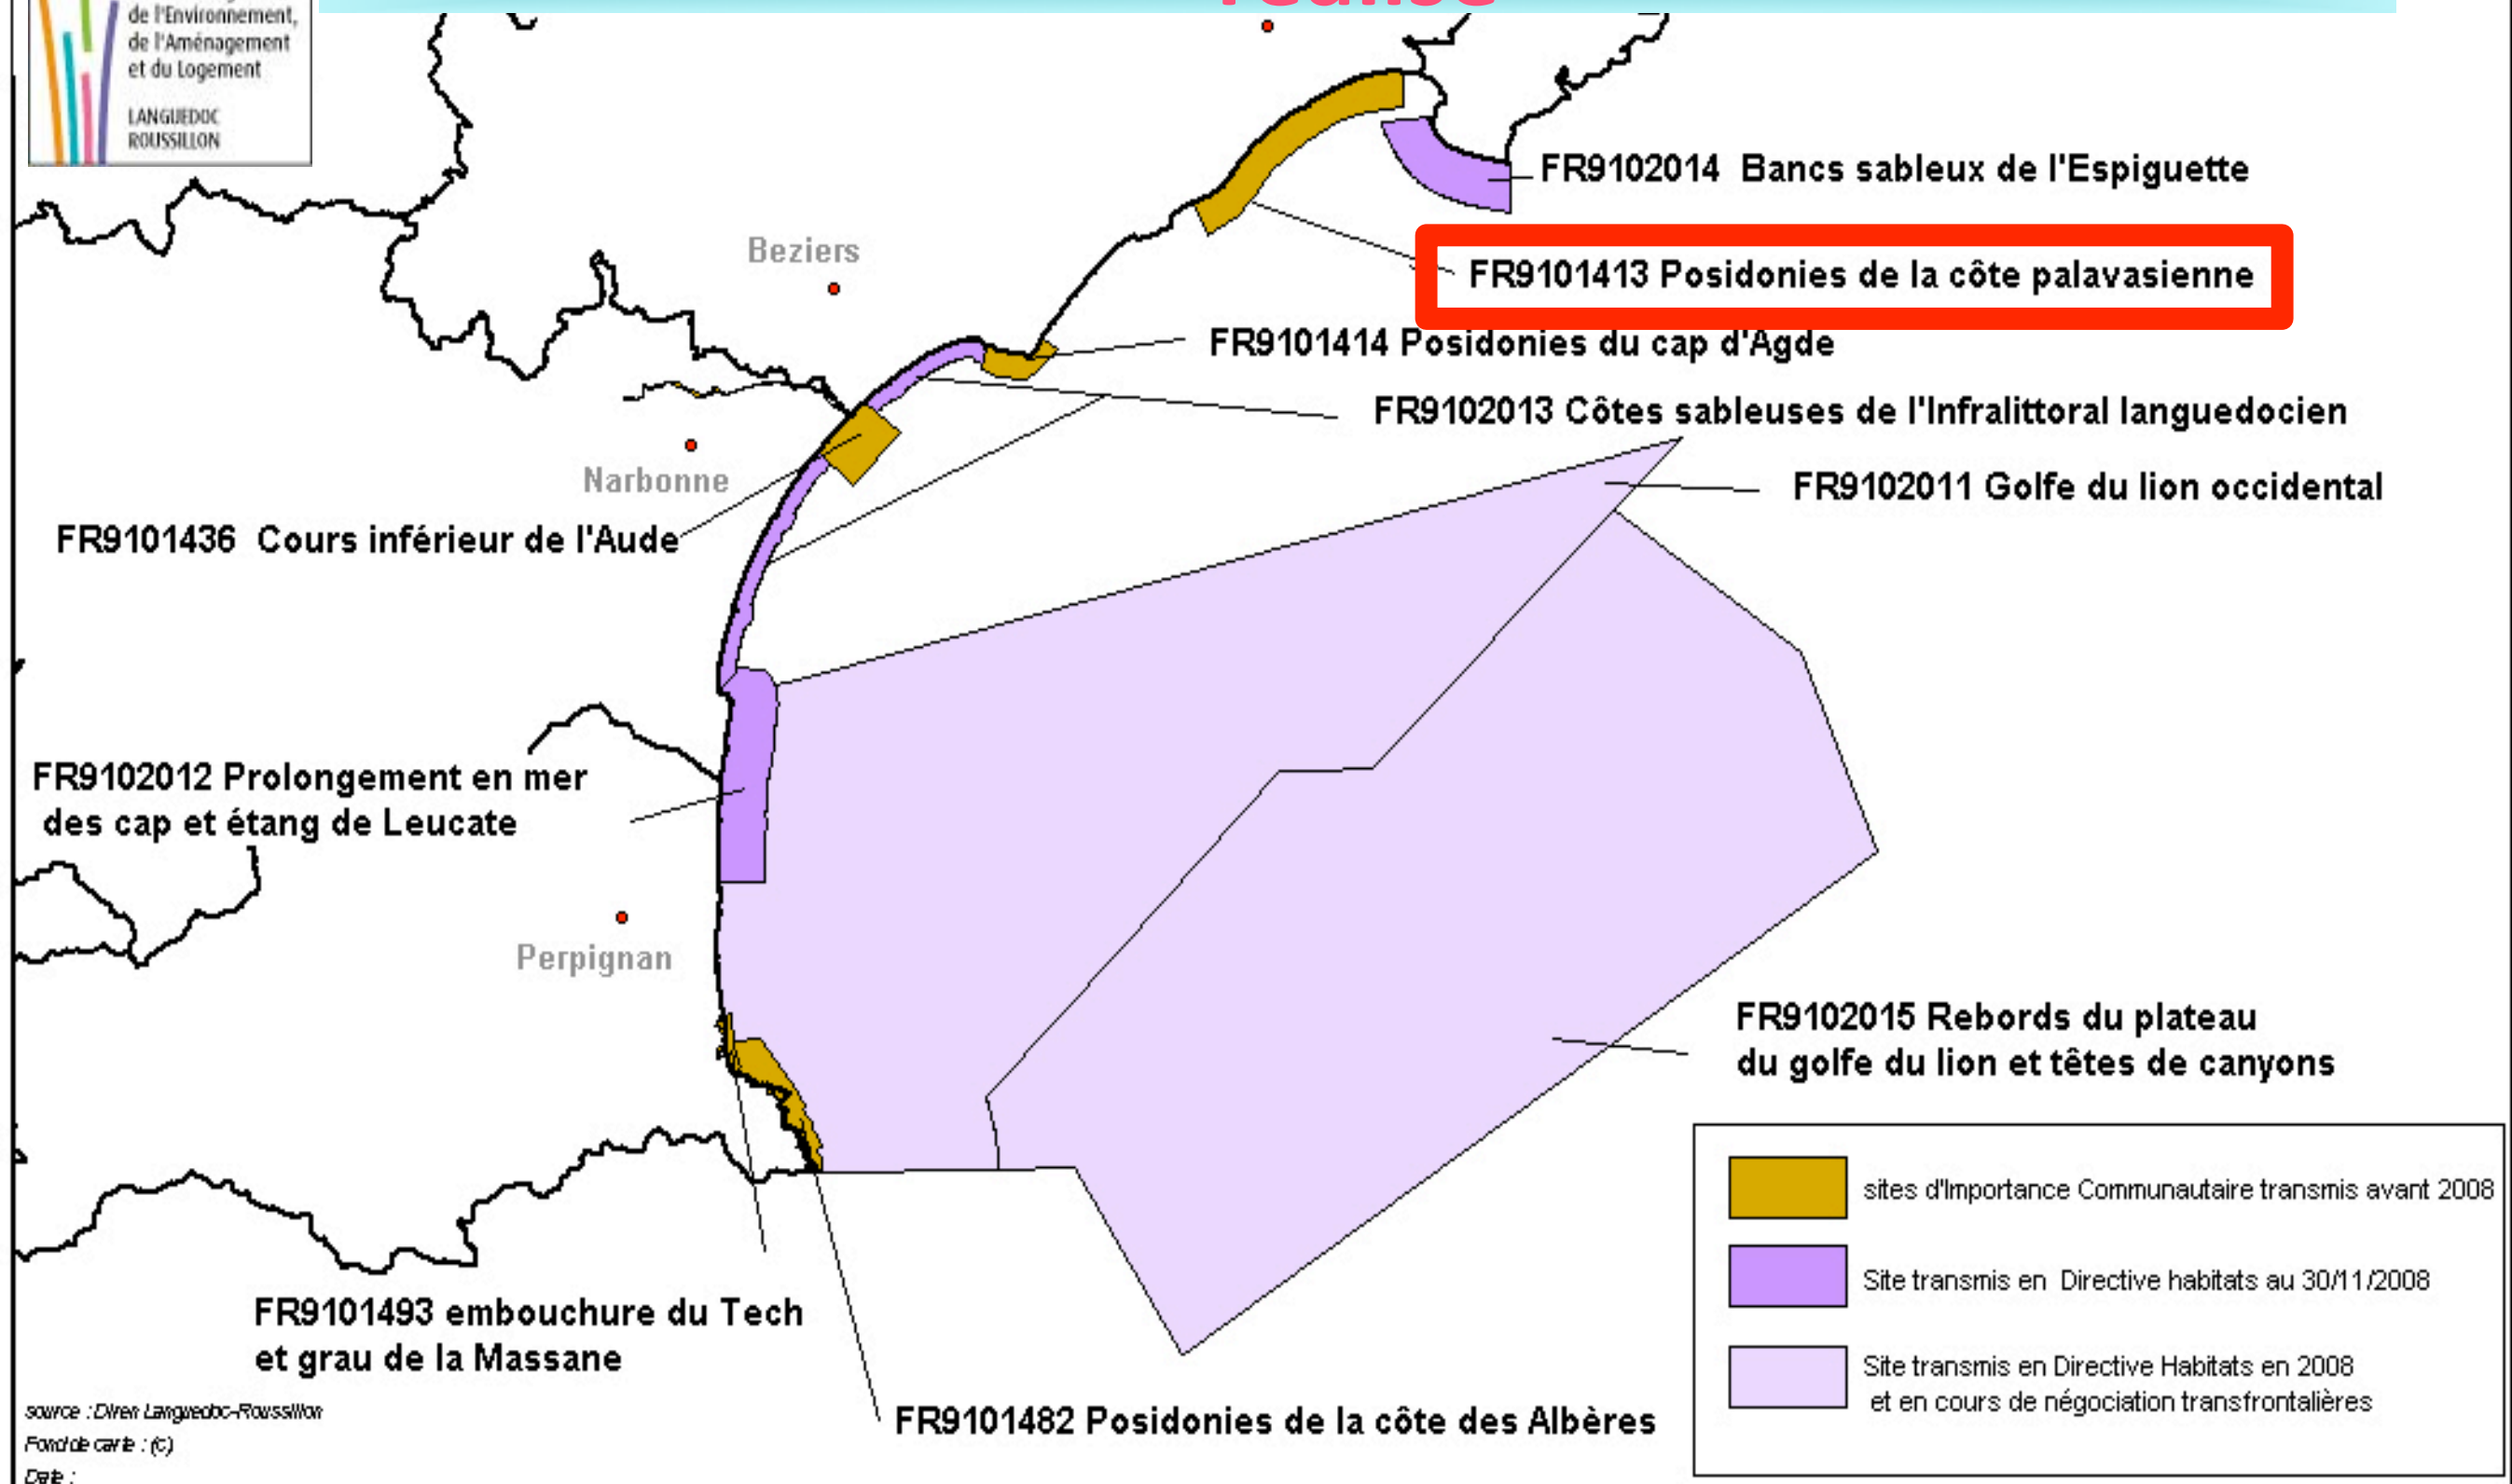 réalisé
de l'Environnement,
de l'Aménagement
et du Logement
LANGUEDOC
ROUSSILLON
FR9102014 Bancs sableux de l'Espiguette
Beziers
FR9101413 Posidonies de la côte palavasienne
FR9101414 Posidonies du cap d'Agde
FR9102013 Côtes sableuses de l'Infralittoral languedocien
Narbonne
FR9102011 Golfe du lion occidental
FR9101436 Cours inférieur de l'Aude
FR9102012 Prolongement en mer
des cap et étang de Leucate
Perpignan
FR9102015 Rebords du plateau
du golfe du lion et têtes de canyons
sites d'Importance Communautaire transmis avant 2008
Site transmis en Directive habitats au 30/11/2008
Site transmis en Directive Habitats en 2008
et en cours de négociation transfrontalières
FR9101493 embouchure du Tech
et grau de la Massane
FR9101482 Posidonies de la côte des Albères
source : Diren Languedoc-Roussillon
Fond de carte : (c)
Date :